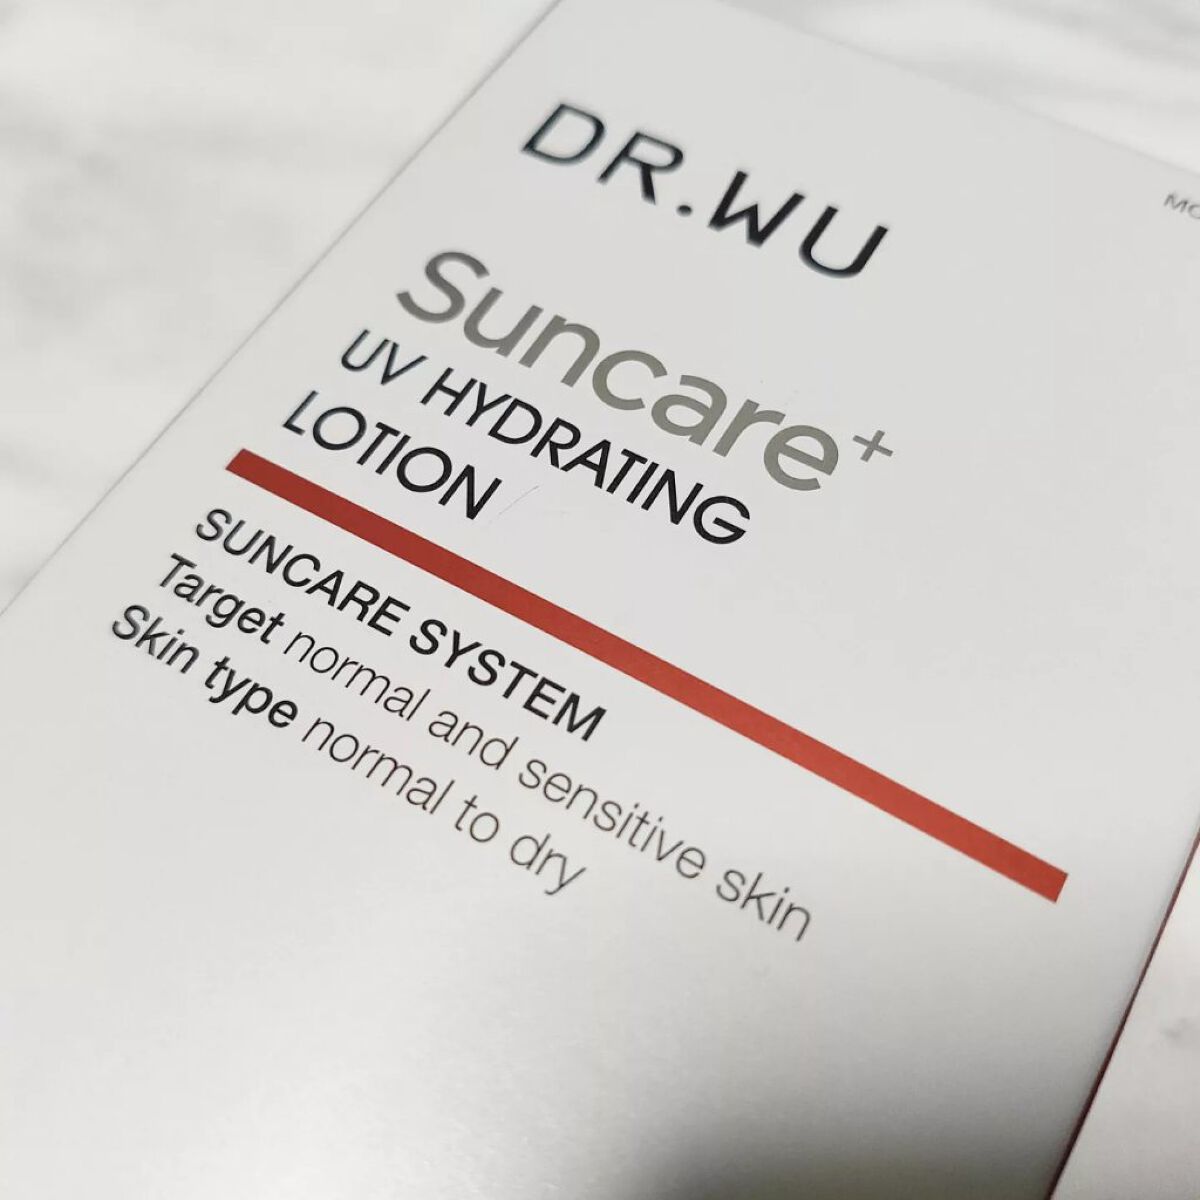 DR.WU
Suncare+
UV HYDRATING
LOTION
SUNCARE SYSTEM
Target normal and sensitive skin
Skin type normal to dry